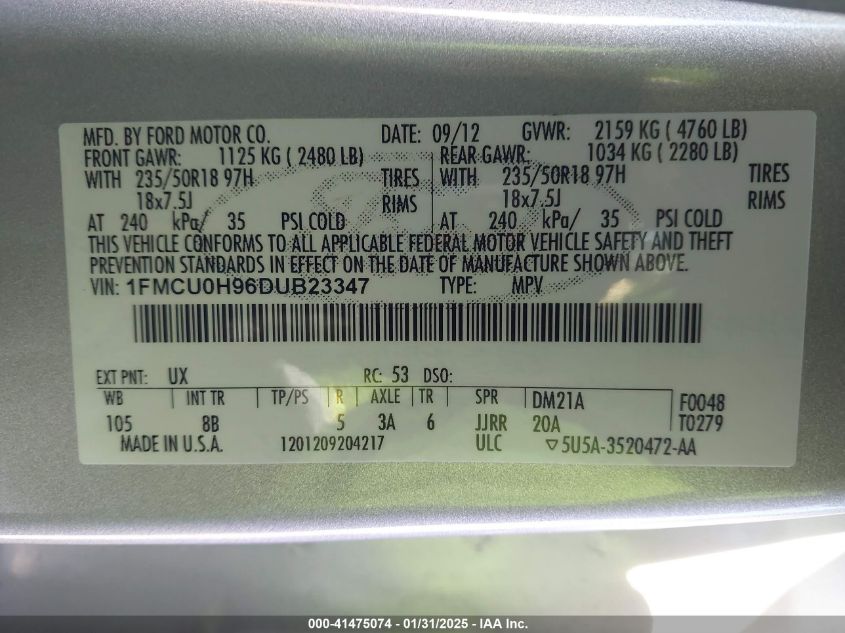 MFD. BY FORD MOTOR CO. DATE: 09/12 GVWR: 2159 KG ( 4760 LB)
FRONT GAWR: 1125 KG ( 2480 LB) REAR GAWR: 1034 KG ( 2280 LB)
WITH 235/50R18 97H TIRES WITH 235/50R18 97H TIRES
18x7.5J RIMS 18x7.5J RIMS
AT 240 kPa/ 35 PSI COLD AT 240 kPa/ 35 PSI COLD
THIS VEHICLE CONFORMS TO ALL APPLICABLE FEDERAL MOTOR VEHICLE SAFETY AND THEFT
PREVENTION STANDARDS IN EFFECT ON THE DATE OF MANUFACTURE SHOWN ABOVE.
VIN: 1FMCU0H96DUB23347 TYPE: MPV
EXT PNT: UX RC: 53 DSO:
WB INT TR TP/PS R AXLE TR SPR DM21A F0048
105 8B 5 3A 6 JJRR 20A T0279
MADE IN U.S.A. 1201209204217 ULC ▽5U5A-3520472-AA
000-41475074 - 01/31/2025 - IAA Inc.